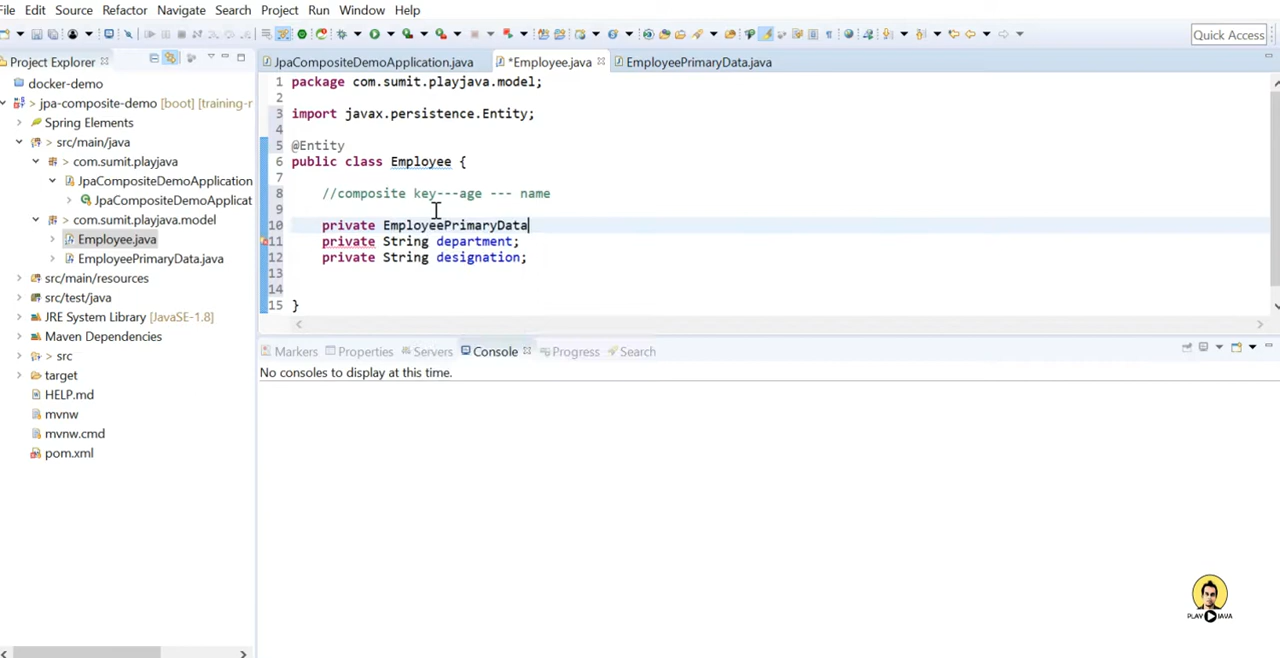 File Edit Source Refactor Navigate Search Project Run Window Help
Quick Access
Project Explorer
docker-demo
> jpa-composite-demo [boot] [training-r
Spring Elements
> src/main/java
> com.sumit.playjava
JpaCompositeDemoApplication
JpaCompositeDemoApplicat
> com.sumit.playjava.model
Employee.java
EmployeePrimaryData.java
src/main/resources
src/test/java
JRE System Library [JavaSE-1.8]
Maven Dependencies
> src
target
HELP.md
mvnw
mvnw.cmd
pom.xml
JpaCompositeDemoApplication.java *Employee.java EmployeePrimaryData.java
1 package com.sumit.playjava.model;
2
3 import javax.persistence.Entity;
4
5 @Entity
6 public class Employee {
7
8 //composite key---age --- name
9
10 private EmployeePrimaryData
11 private String department;
12 private String designation;
13
14
15 }
Markers Properties Servers Console Progress Search
No consoles to display at this time.
PLAY JAVA